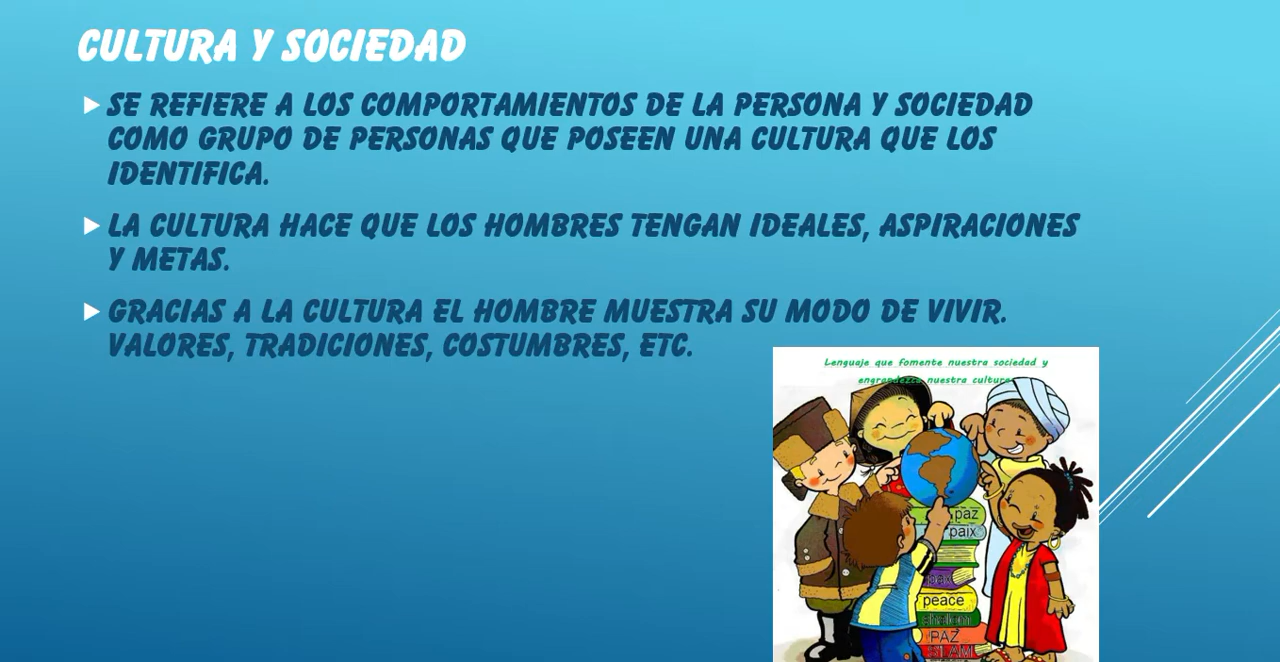 CULTURA Y SOCIEDAD
SE REFIERE A LOS COMPORTAMIENTOS DE LA PERSONA Y SOCIEDAD
COMO GRUPO DE PERSONAS QUE POSEEN UNA CULTURA QUE LOS
IDENTIFICA.
LA CULTURA HACE QUE LOS HOMBRES TENGAN IDEALES, ASPIRACIONES
Y METAS.
GRACIAS A LA CULTURA EL HOMBRE MUESTRA SU MODO DE VIVIR.
VALORES, TRADICIONES, COSTUMBRES, ETC.
Lenguaje que fomente nuestra sociedad y
engrandezca nuestra cultura
paz
paix
pax
peace
shalom
PAZ